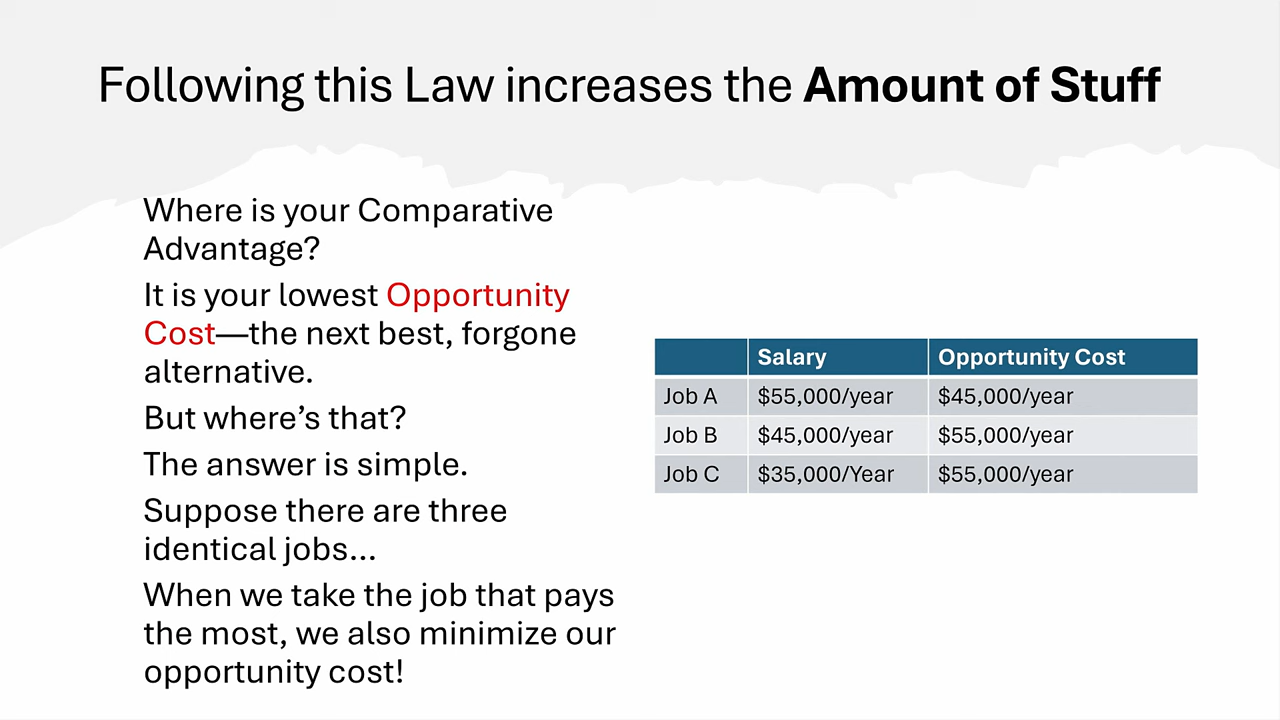 Following this Law increases the Amount of Stuff
Where is your Comparative
Advantage?
It is your lowest Opportunity
Cost—the next best, forgone
alternative.
But where’s that?
The answer is simple.
Suppose there are three
identical jobs…
When we take the job that pays
the most, we also minimize our
opportunity cost!
Salary Opportunity Cost
Job A $55,000/year $45,000/year
Job B $45,000/year $55,000/year
Job C $35,000/Year $55,000/year